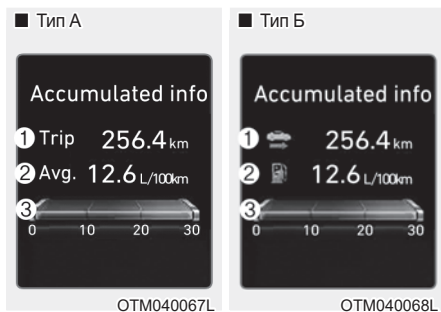 ■ Тип А
Accumulated info
1 Trip 256.4 km
2 Avg. 12.6 L/100km
3
0 10 20 30
OTM040067L
■ Тип Б
Accumulated info
1 256.4 km
2 12.6 L/100km
3
0 10 20 30
OTM040068L